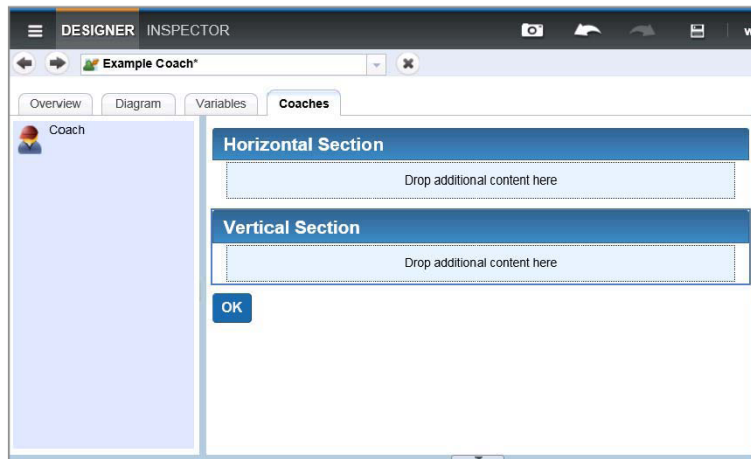 DESIGNER INSPECTOR
Example Coach*
Overview Diagram Variables Coaches
Coach
Horizontal Section
Drop additional content here
Vertical Section
Drop additional content here
OK